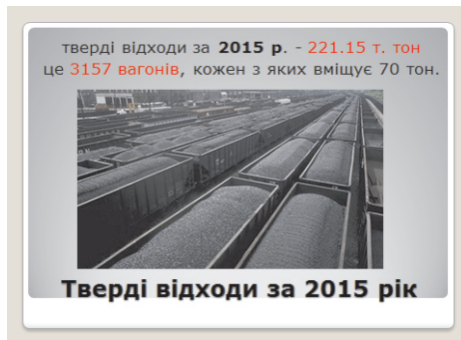 тверді відходи за 2015 р. - 221.15 т. тон
це 3157 вагонів, кожен з яких вміщує 70 тон.
Тверді відходи за 2015 рік